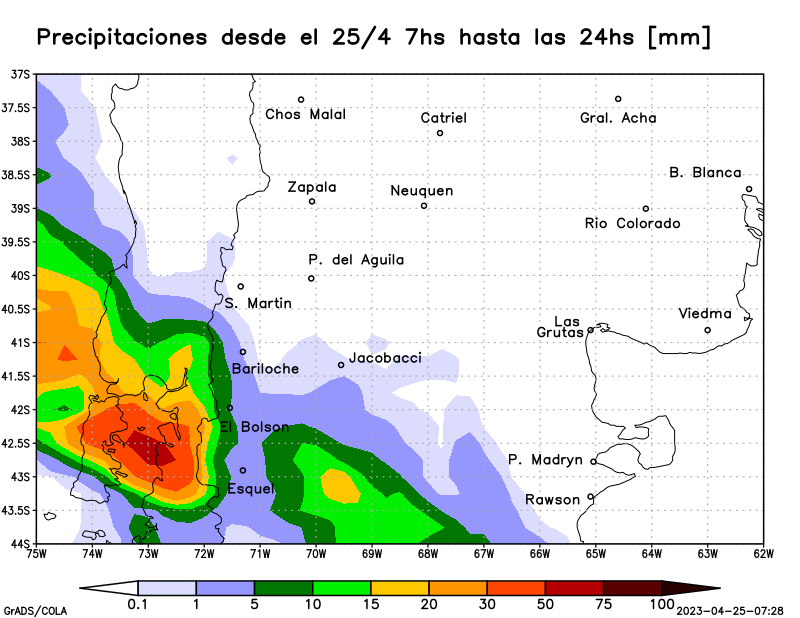 Precipitaciones desde el 25/4 7hs hasta las 24hs [mm]
37S
37.5S
38S
38.5S
39S
39.5S
40S
40.5S
41S
41.5S
42S
42.5S
43S
43.5S
44S
Chos Malal
Catriel
Gral. Acha
B. Blanca
Zapala
Neuquen
Rio Colorado
P. del Aguila
S. Martin
Viedma
Las
Grutas
Jacobacci
Bariloche
El Bolson
P. Madryn
Esquel
Rawson
75W 74W 73W 72W 71W 70W 69W 68W 67W 66W 65W 64W 63W 62W
0.1 1 5 10 15 20 30 50 75 100
GrADS/COLA
2023-04-25-07:28